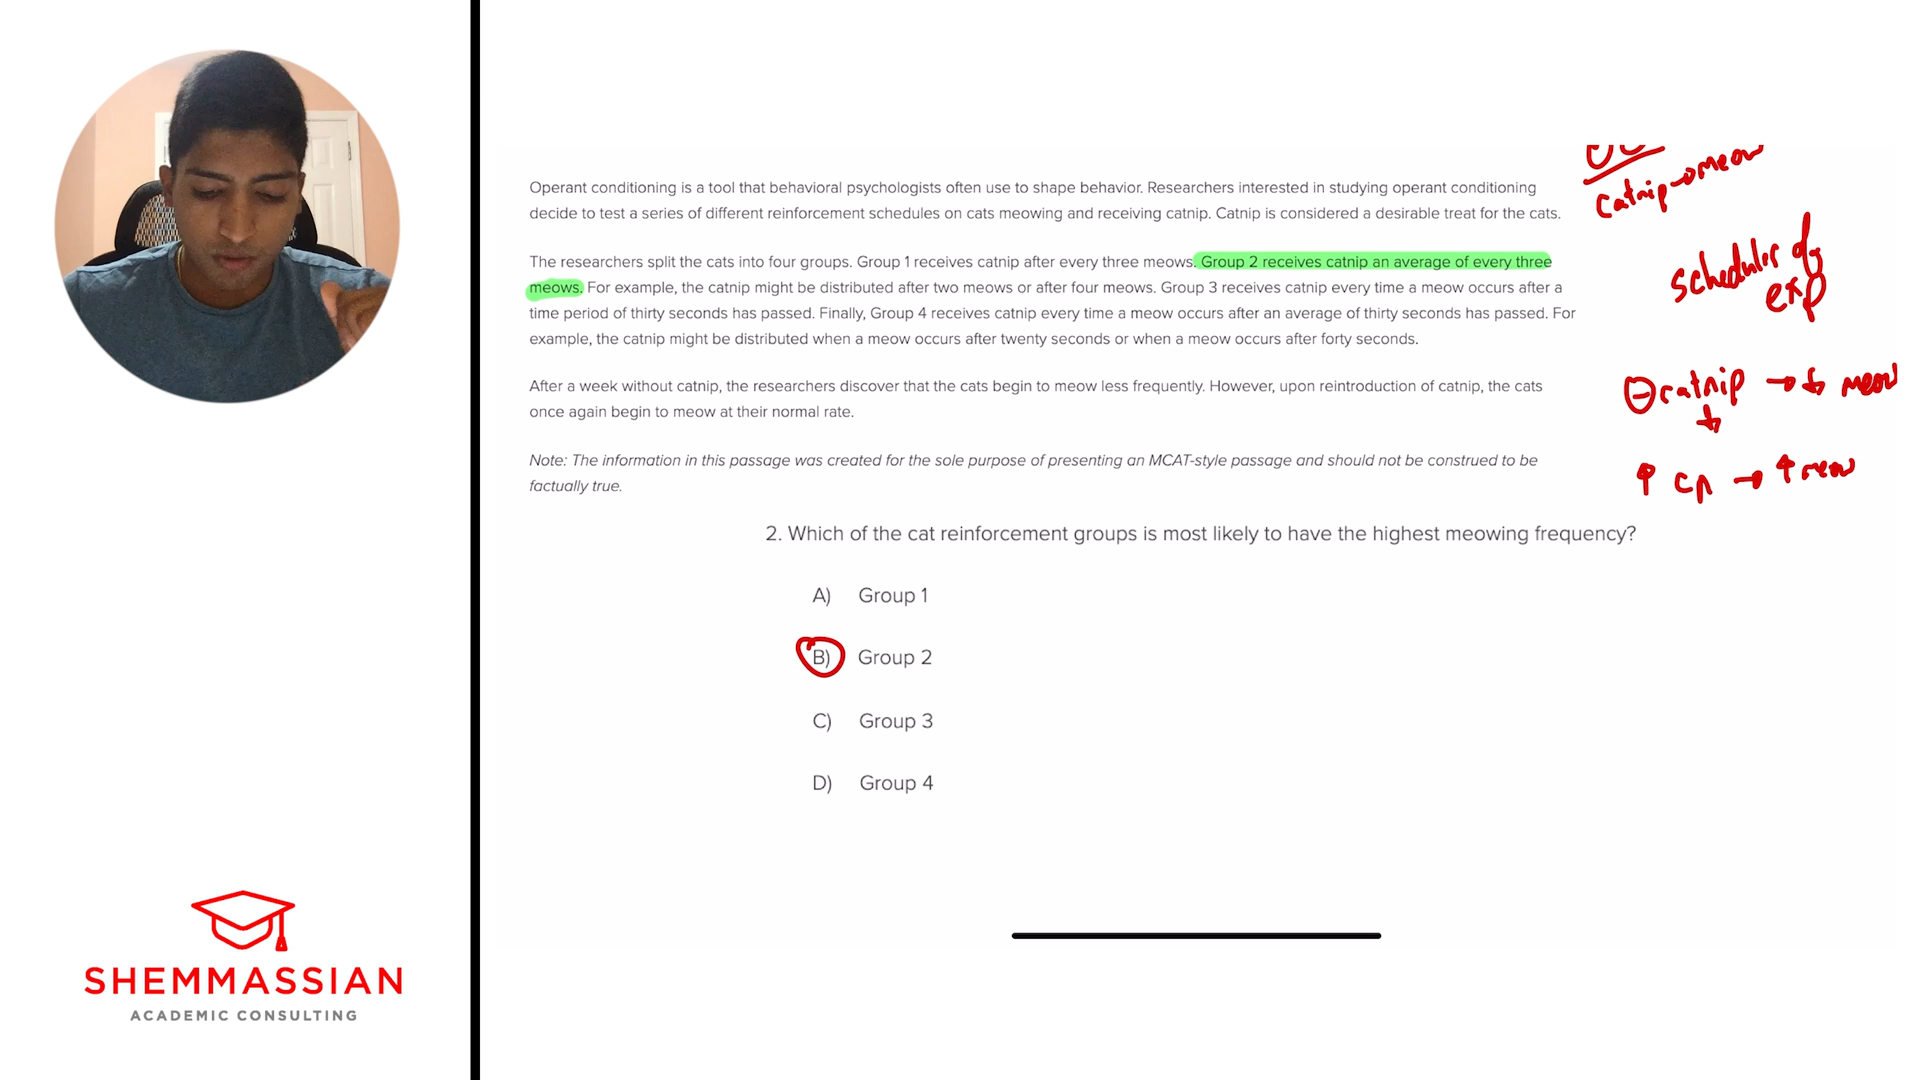 Operant conditioning is a tool that behavioral psychologists often use to shape behavior. Researchers interested in studying operant conditioning
decide to test a series of different reinforcement schedules on cats meowing and receiving catnip. Catnip is considered a desirable treat for the cats.
The researchers split the cats into four groups. Group 1 receives catnip after every three meows. Group 2 receives catnip an average of every three
meows. For example, the catnip might be distributed after two meows or after four meows. Group 3 receives catnip every time a meow occurs after a
time period of thirty seconds has passed. Finally, Group 4 receives catnip every time a meow occurs after an average of thirty seconds has passed. For
example, the catnip might be distributed when a meow occurs after twenty seconds or when a meow occurs after forty seconds.
After a week without catnip, the researchers discover that the cats begin to meow less frequently. However, upon reintroduction of catnip, the cats
once again begin to meow at their normal rate.
Note: The information in this passage was created for the sole purpose of presenting an MCAT-style passage and should not be construed to be
factually true.
catnip→meow
exp
⊖catnip → ↓ meow
↓
↑ → ↑ meow
2. Which of the cat reinforcement groups is most likely to have the highest meowing frequency?
A) Group 1
B) Group 2
C) Group 3
D) Group 4
SHEMMASSIAN
ACADEMIC CONSULTING